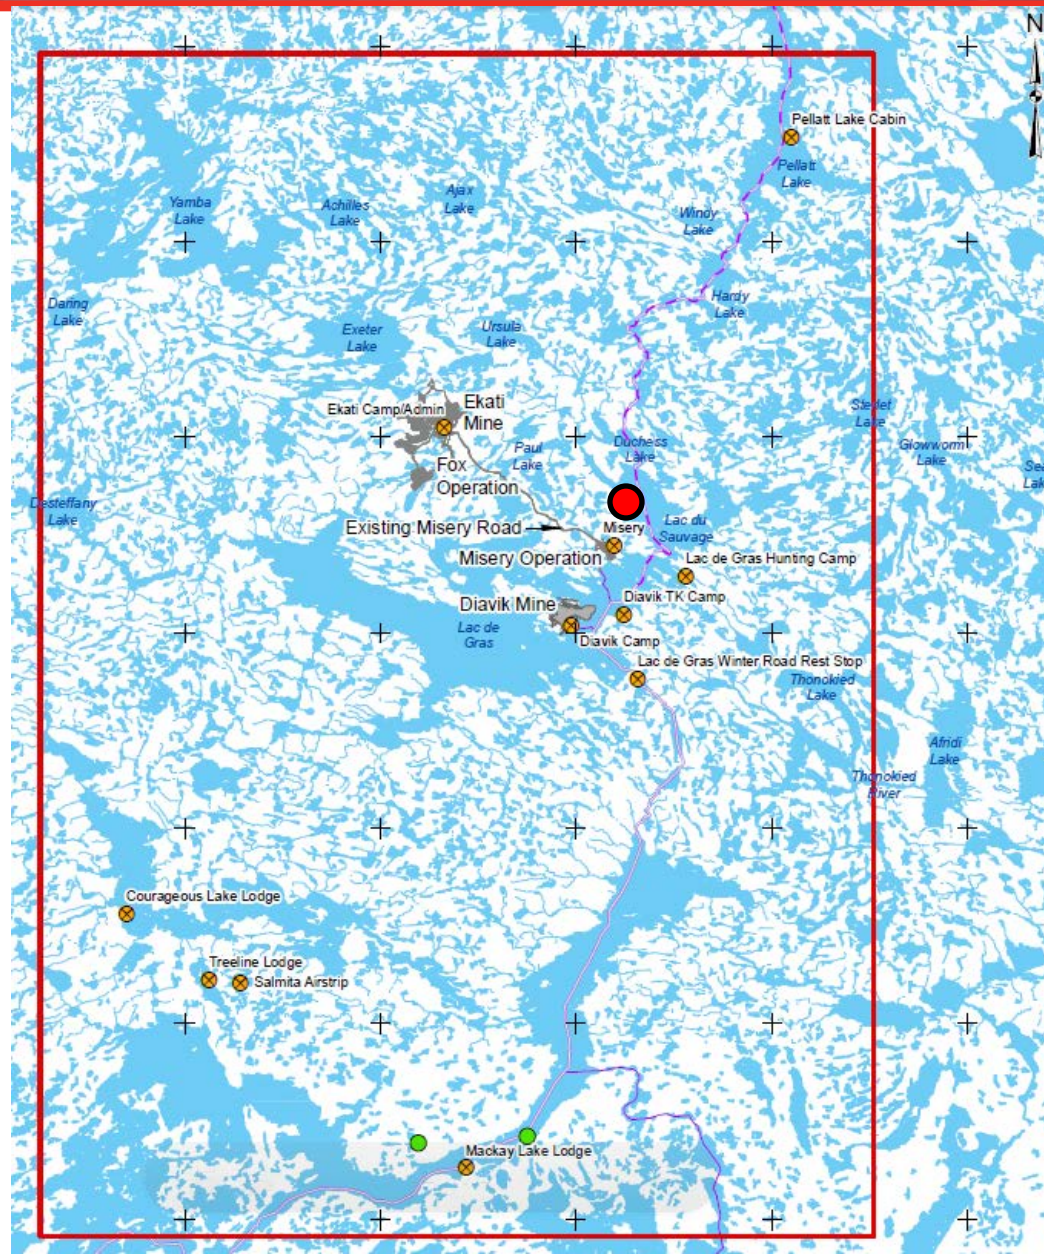 N
Pellatt Lake Cabin
Pellatt
Lake
Yamba
Lake
Achilles
Lake
Ajax
Lake
Windy
Lake
Daring
Lake
Hardy
Lake
Exeter
Lake
Ursula
Lake
Ekati Camp/Admin
Ekati
Mine
Duchess
Lake
Paul
Lake
Glowworm
Lake
Fox
Operation
Desteffany
Lake
Existing Misery Road
Misery
Lac du
Sauvage
Misery Operation
Lac de Gras Hunting Camp
Diavik Mine
Diavik TK Camp
Lac de
Gras
Diavik Camp
Lac de Gras Winter Road Rest Stop
Thonokied
Lake
Afridi
Lake
Thonokied
River
Courageous Lake Lodge
Treeline Lodge
Salmita Airstrip
Mackay Lake Lodge